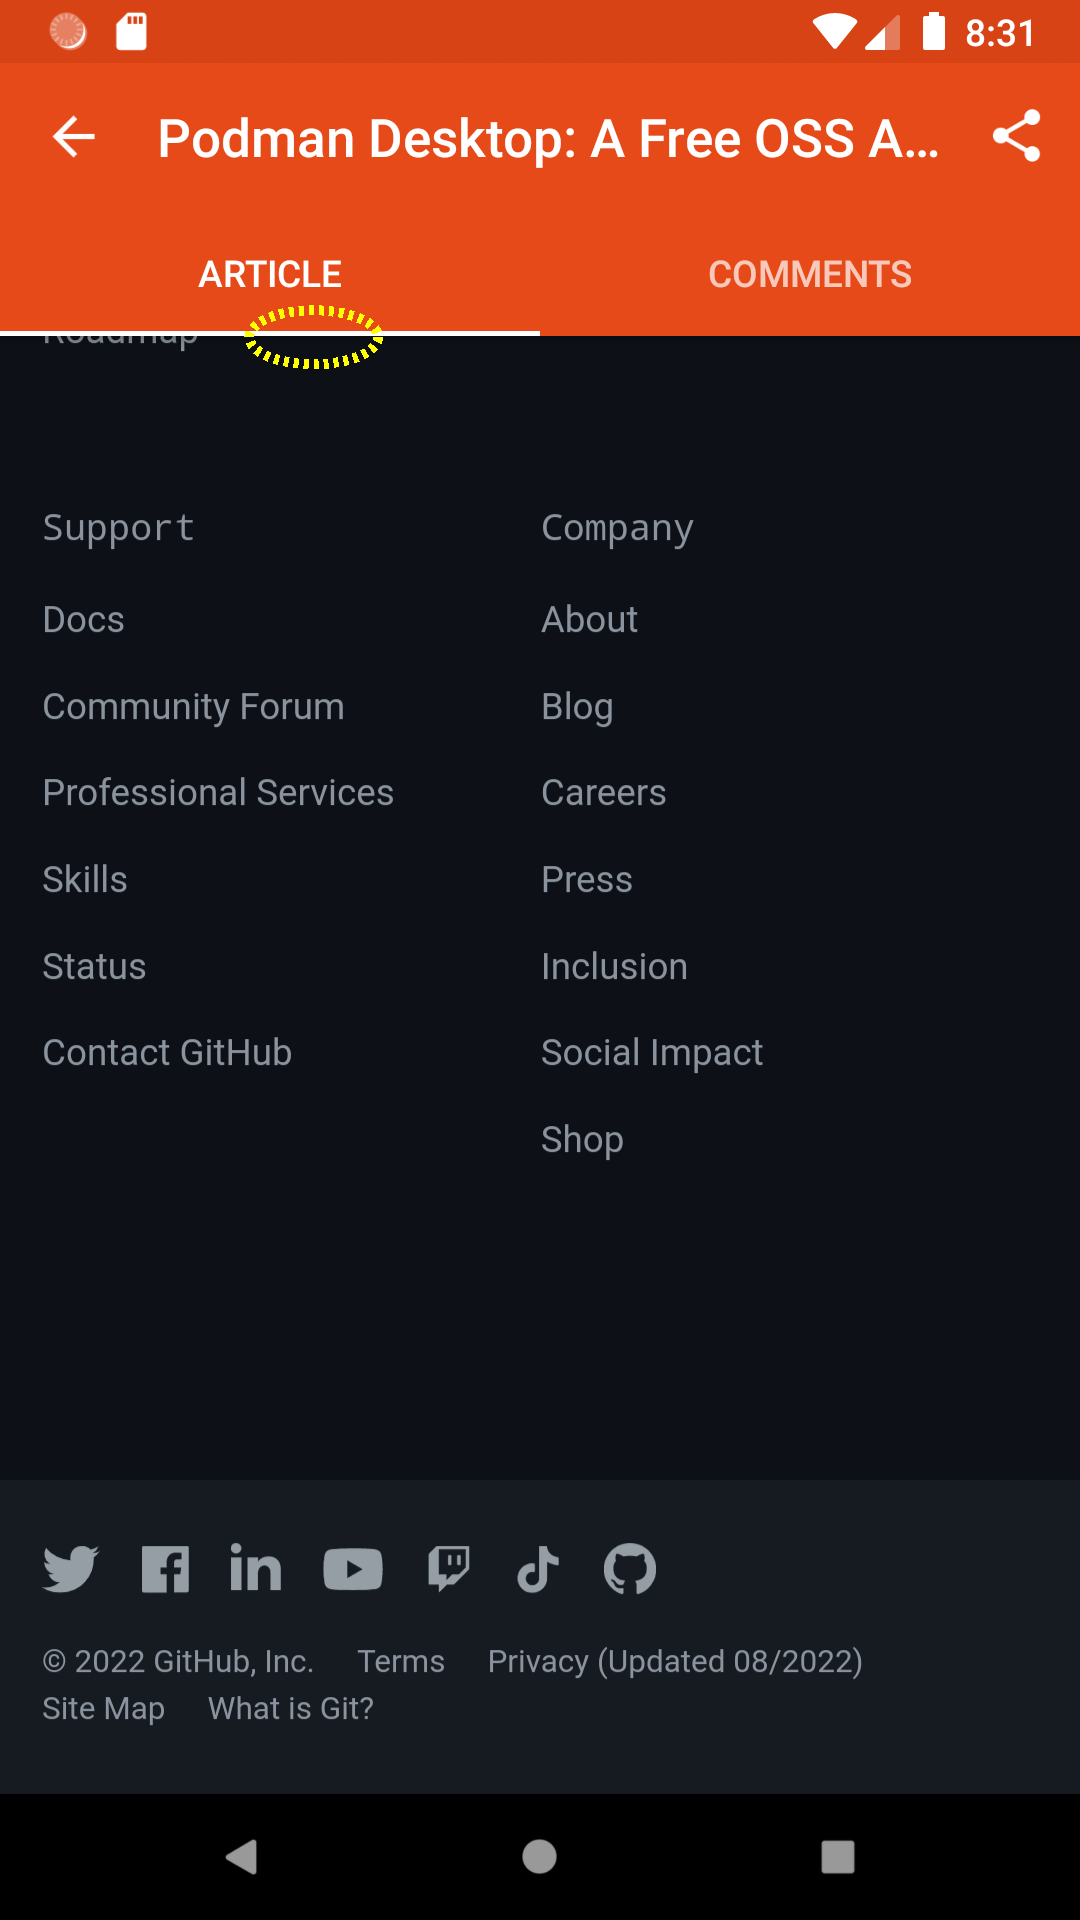 8:31
Podman Desktop: A Free OSS A...
ARTICLE COMMENTS
Roadmap
Support Company
Docs About
Community Forum Blog
Professional Services Careers
Skills Press
Status Inclusion
Contact GitHub Social Impact
Shop
© 2022 GitHub, Inc. Terms Privacy (Updated 08/2022)
Site Map What is Git?